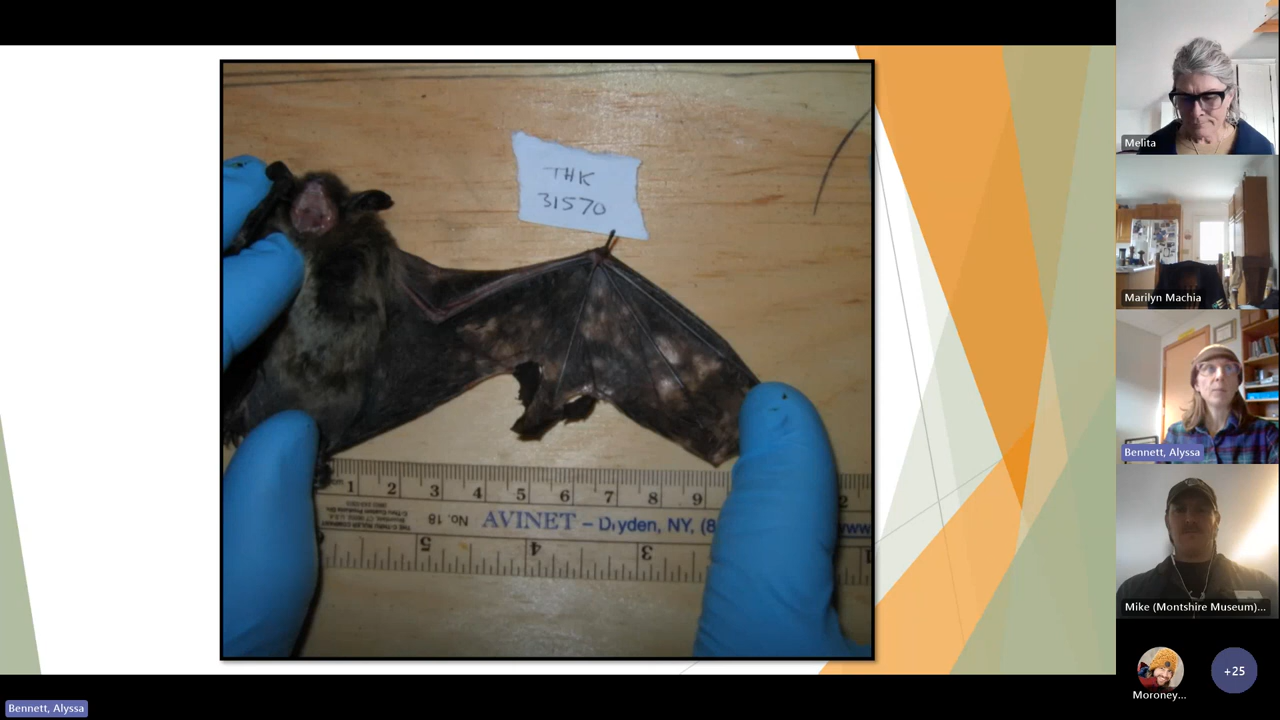 THK
31570
1 2 3 4 5 6 7 8 9
No. 18 AVINET – Dryden, NY, (8
www
5 4 3
Melita
Marilyn Machia
Bennett, Alyssa
Mike (Montshire Museum)...
Moroney...
+25
Bennett, Alyssa